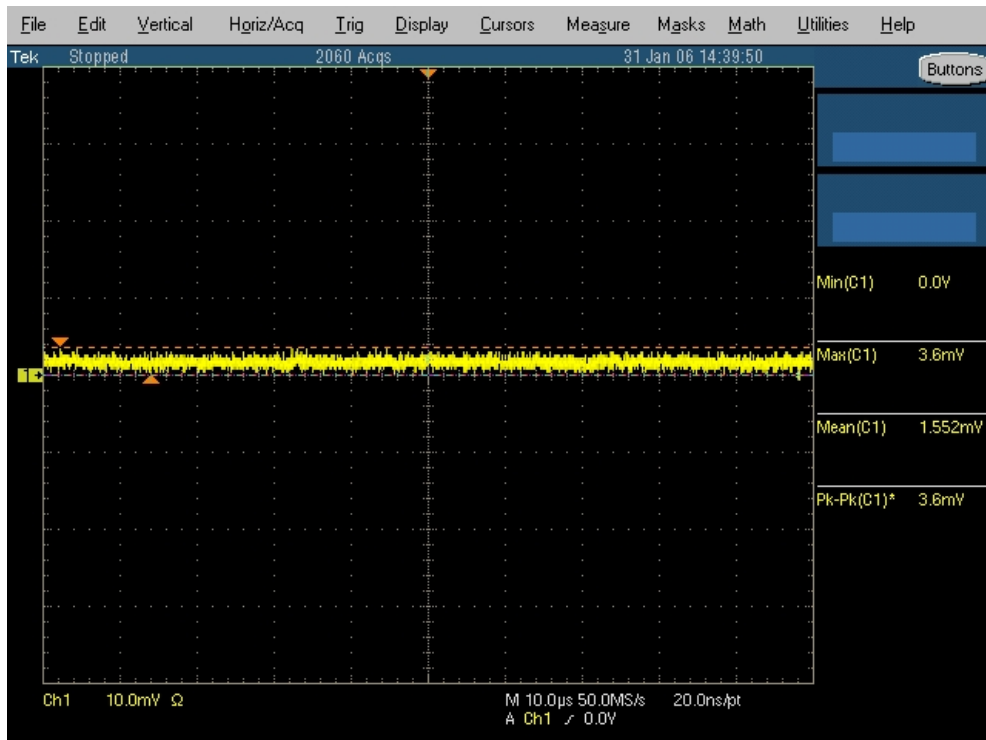 File Edit Vertical Horiz/Acq Trig Display Cursors Measure Masks Math Utilities Help
Tek Stopped 2060 Acqs 31 Jan 06 14:39:50
Buttons
Min(C1) 0.0V
Max(C1) 3.6mV
1
Mean(C1) 1.552mV
Pk-Pk(C1)* 3.6mV
Ch1 10.0mV Ω M 10.0µs 50.0MS/s 20.0ns/pt
A Ch1 ∕ 0.0V